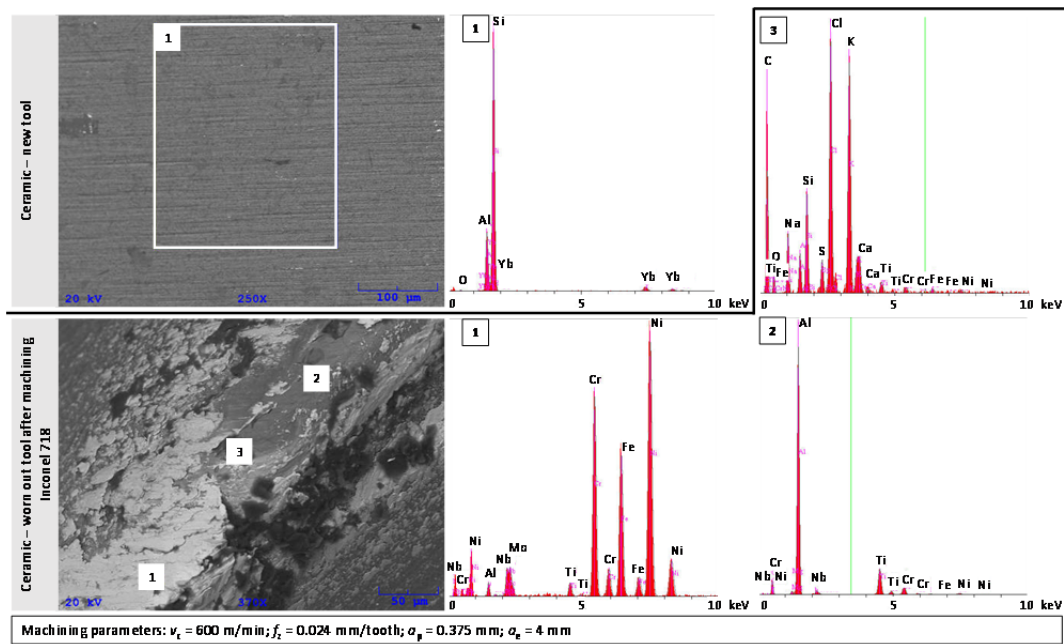 Ceramic – new tool
1
20 kV
250X
100 µm
1
Si
Al
Yb
O
Yb
Yb
0
5
10 keV
3
Cl
K
C
Si
Na
O
S
Ca
Ti
Fe
Ca
Ti
Ti
Cr
Cr
Fe
Fe
Ni
Ni
0
5
10 keV
Ceramic – worn out tool after machining
Inconel 718
2
3
1
20 kV
370X
50 µm
1
Ni
Cr
Fe
Ni
Nb
Cr
Al
Nb
Mo
Ti
Ti
Cr
Fe
Ni
0
5
10 keV
2
Al
Cr
Nb
Ni
Nb
Ti
Ti
Cr
Cr
Fe
Ni
Ni
0
5
10 keV
Machining parameters: vc = 600 m/min; fz = 0.024 mm/tooth; ap = 0.375 mm; ae = 4 mm